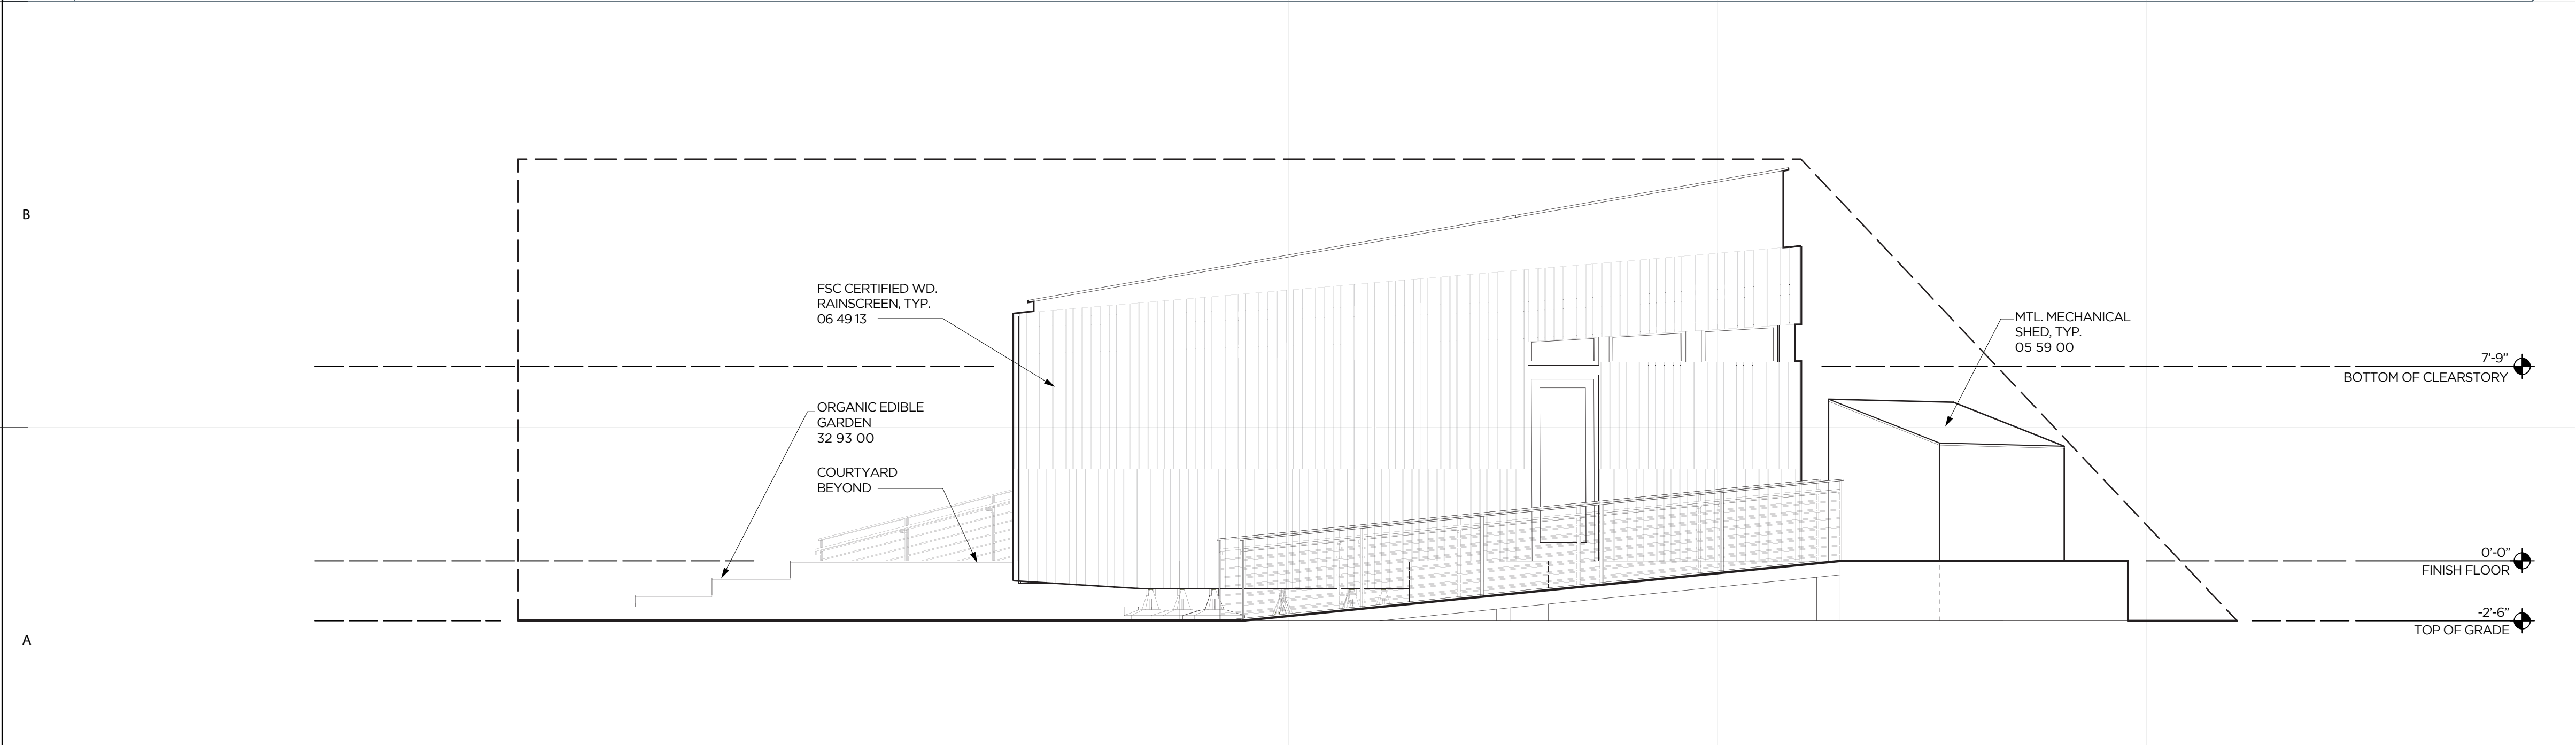 B
FSC CERTIFIED WD.
RAINSCREEN, TYP.
06 49 13
MTL. MECHANICAL
SHED, TYP.
05 59 00
7'-9"
BOTTOM OF CLEARSTORY
ORGANIC EDIBLE
GARDEN
32 93 00
COURTYARD
BEYOND
0'-0"
FINISH FLOOR
-2'-6"
TOP OF GRADE
A